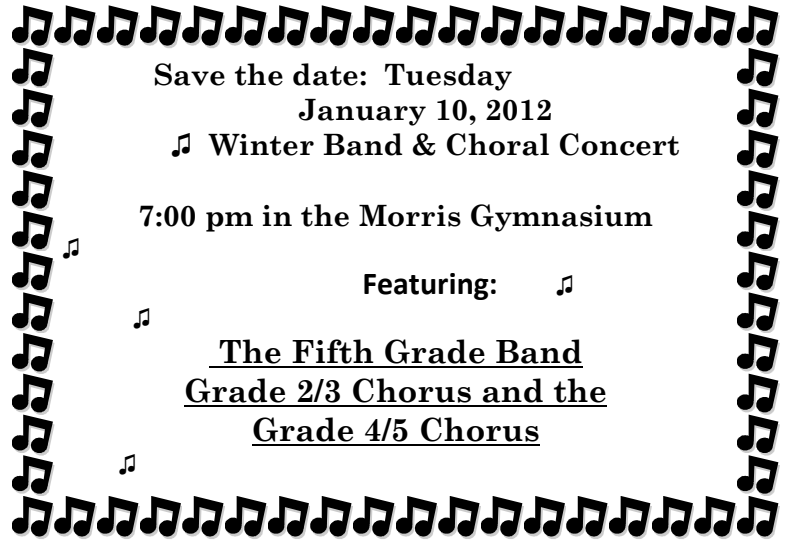 Save the date: Tuesday
January 10, 2012
♫ Winter Band & Choral Concert
7:00 pm in the Morris Gymnasium
♫
Featuring: ♫
♫
The Fifth Grade Band
Grade 2/3 Chorus and the
Grade 4/5 Chorus
♫